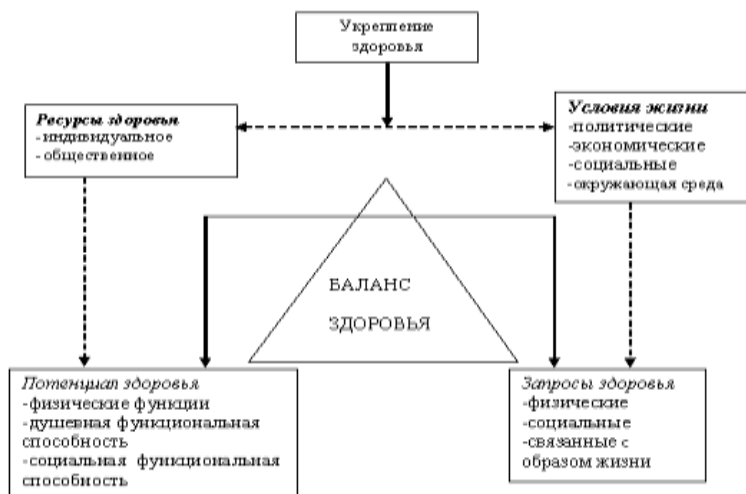 Укрепление
здоровья
Ресурсы здоровья
-индивидуальное
- общественное
Условия жизни
-политические
-экономические
-социальные
-окружающая среда
БАЛАНС
ЗДОРОВЬЯ
Потенциал здоровья
-физические функции
-душевная функциональная
способность
-социальная функциональная
способность
Запросы здоровья
-физические
-социальные
-связанные с
образом жизни